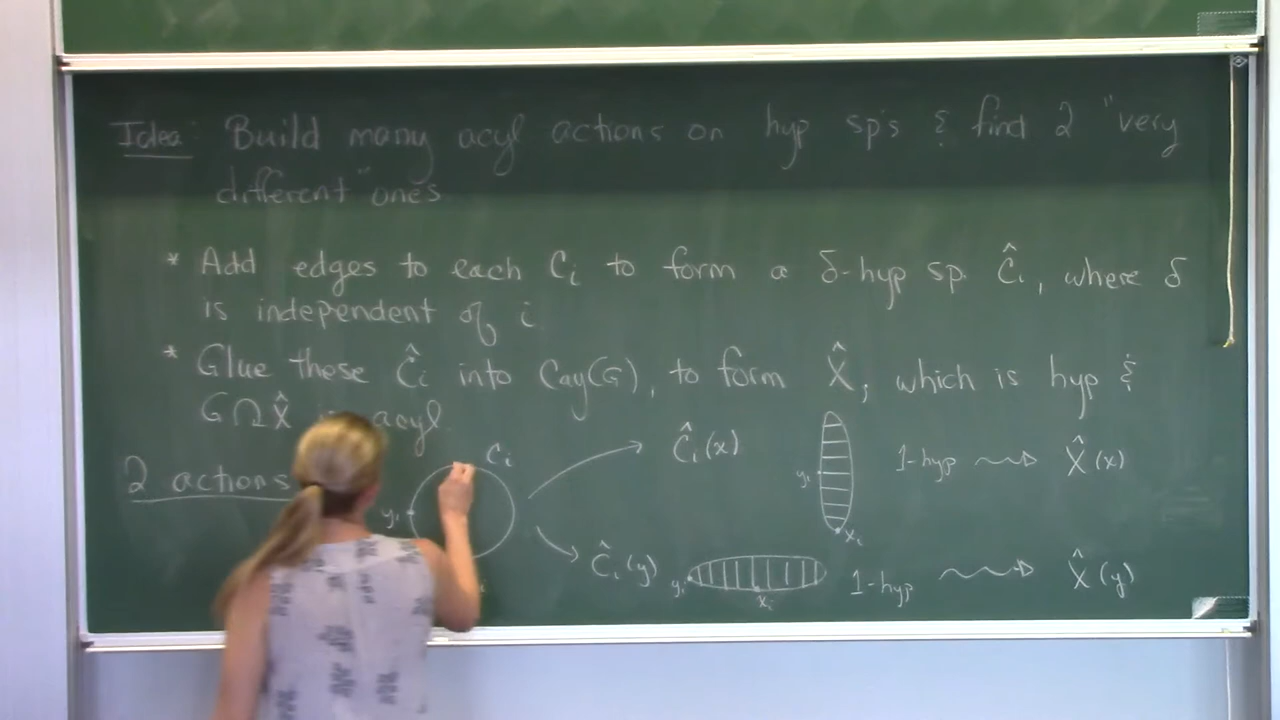 Idea: Build many acyl actions on hyp sp's & find 2 "very
different" ones.
* Add edges to each Cᵢ to form a δ-hyp sp. Ĉᵢ, where δ
is independent of i
* Glue these Ĉᵢ into Cay(G), to form X̂, which is hyp &
G ↷ X̂ acyl.
2 actions
Cᵢ
yᵢ
Ĉᵢ(x)
yᵢ
xᵢ
1-hyp ⇝ X̂(x)
Ĉᵢ(y)
yᵢ
xᵢ
1-hyp ⇝ X̂(y)